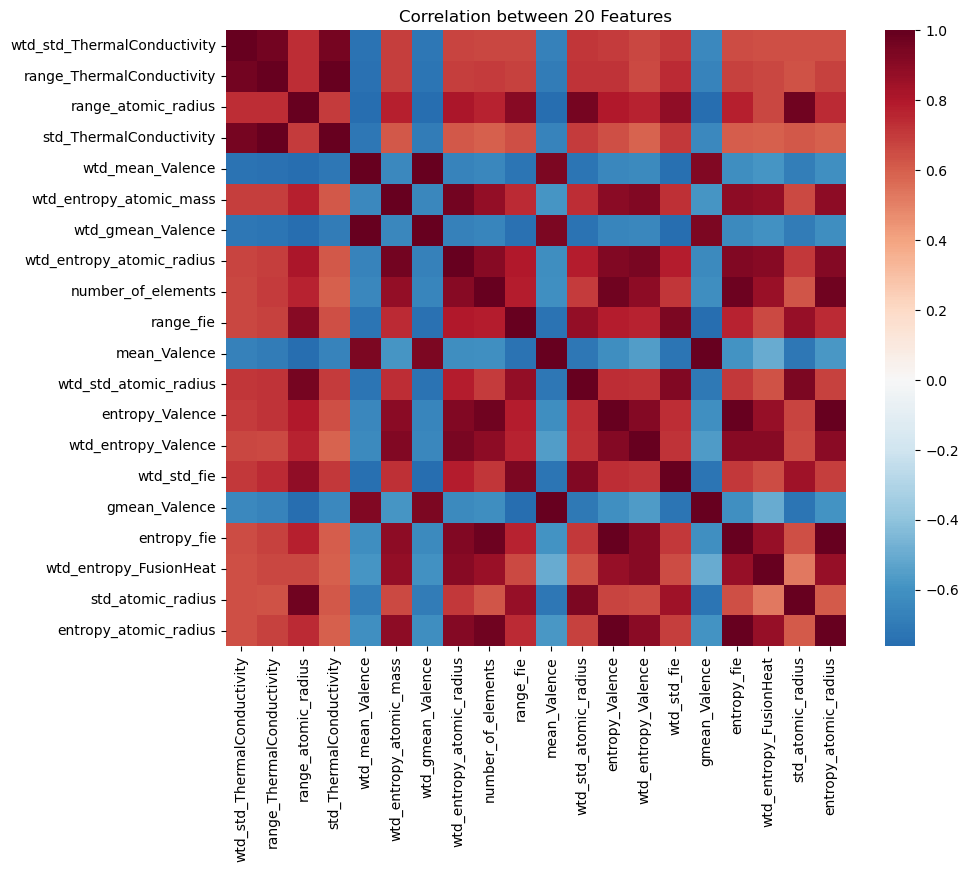 Correlation between 20 Features
wtd_std_ThermalConductivity
range_ThermalConductivity
range_atomic_radius
std_ThermalConductivity
wtd_mean_Valence
wtd_entropy_atomic_mass
wtd_gmean_Valence
wtd_entropy_atomic_radius
number_of_elements
range_fie
mean_Valence
wtd_std_atomic_radius
entropy_Valence
wtd_entropy_Valence
wtd_std_fie
gmean_Valence
entropy_fie
wtd_entropy_FusionHeat
std_atomic_radius
entropy_atomic_radius
wtd_std_ThermalConductivity
range_ThermalConductivity
range_atomic_radius
std_ThermalConductivity
wtd_mean_Valence
wtd_entropy_atomic_mass
wtd_gmean_Valence
wtd_entropy_atomic_radius
number_of_elements
range_fie
mean_Valence
wtd_std_atomic_radius
entropy_Valence
wtd_entropy_Valence
wtd_std_fie
gmean_Valence
entropy_fie
wtd_entropy_FusionHeat
std_atomic_radius
entropy_atomic_radius
1.0
0.8
0.6
0.4
0.2
0.0
−0.2
−0.4
−0.6